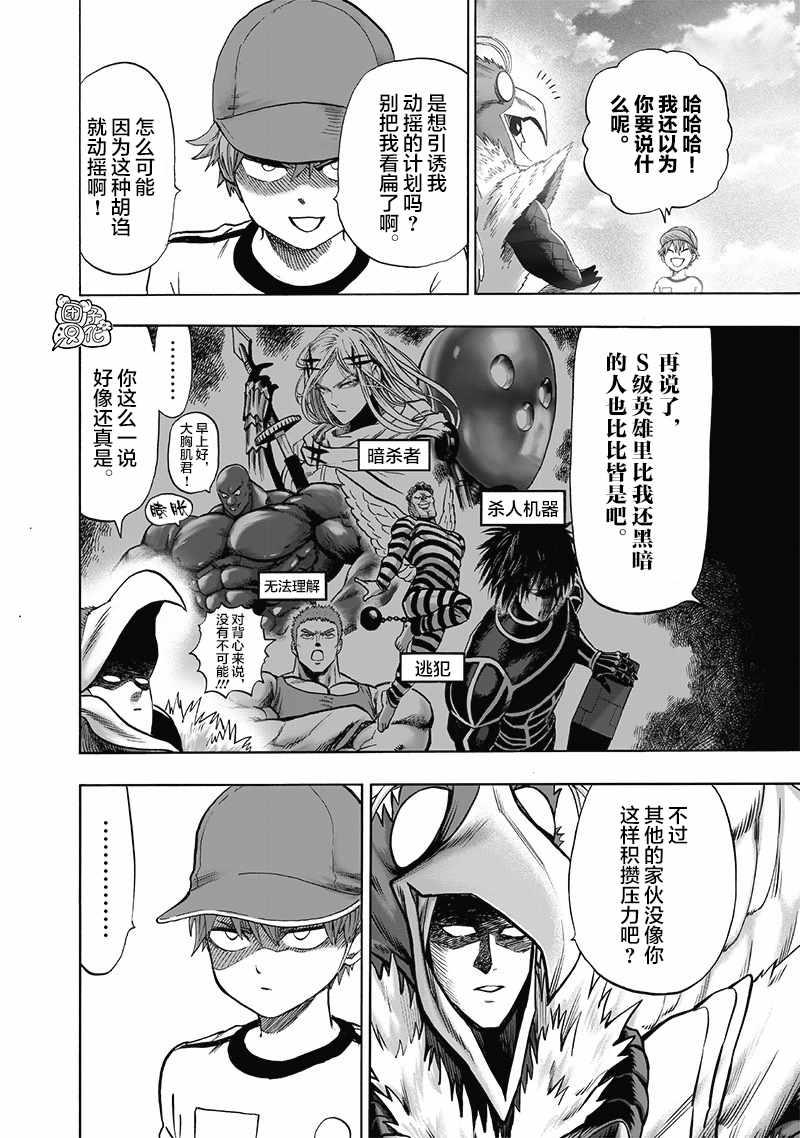 哈哈哈！
我还以为
你要说什
么呢。
是想引诱我
动摇的计划吗？
别把我看扁了啊。
怎么可能
因为这种胡诌
就动摇啊！
再说了，
S级英雄里比我还黑暗
的人也比比皆是吧。
杀人机器
暗杀者
逃犯
早上好，
大胸肌君！
膨胀
无法理解
对背心来说，
没有不可能!!!
………
你这么一说
好像还真是。
团子
汉化
不过
其他的家伙没像你
这样积攒压力吧？
…………